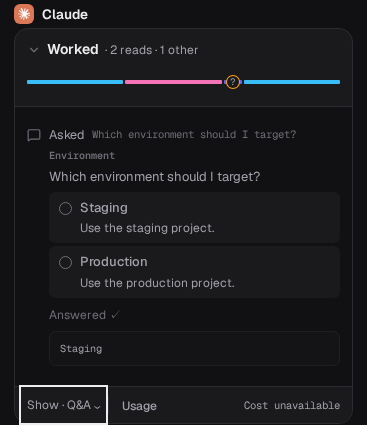 Claude
Worked · 2 reads · 1 other
?
Asked Which environment should I target?
Environment
Which environment should I target?
Staging
Use the staging project.
Production
Use the production project.
Answered ✓
Staging
Show · Q&A Usage Cost unavailable